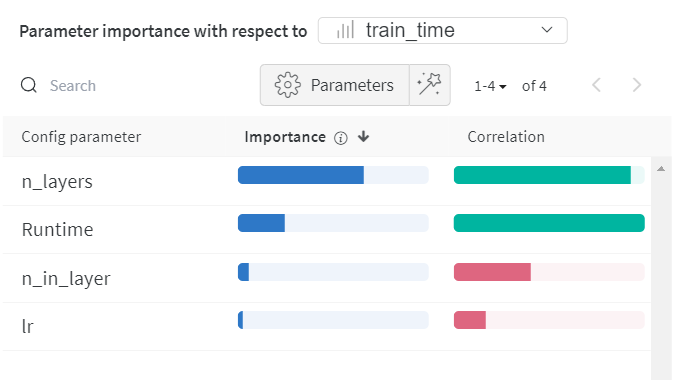 Parameter importance with respect to train_time
Search Parameters 1-4 of 4
Config parameter Importance Correlation
n_layers
Runtime
n_in_layer
lr